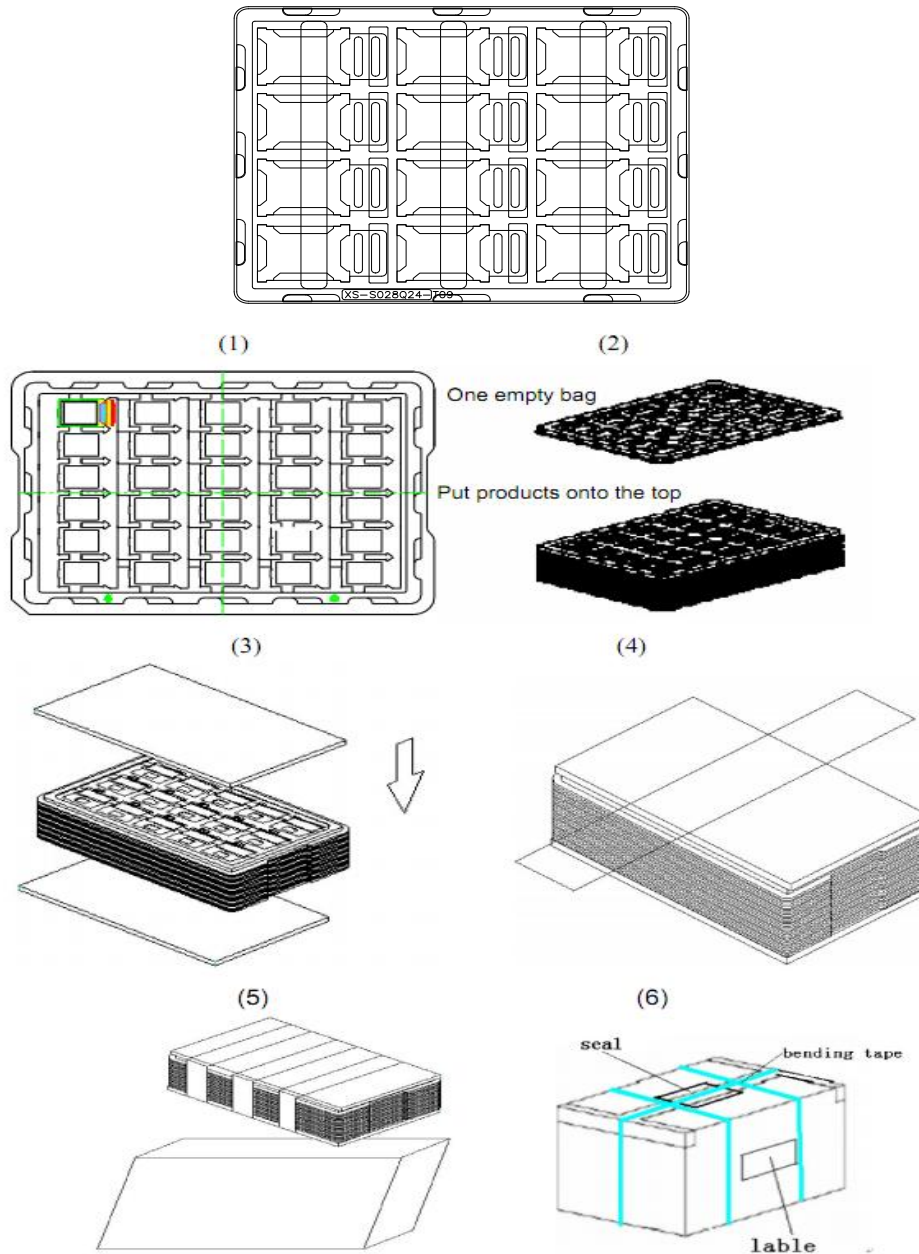 XS-S028Q24-T09
(1)
(2)
One empty bag
Put products onto the top
(3)
(4)
(5)
(6)
seal
bending tape
lable